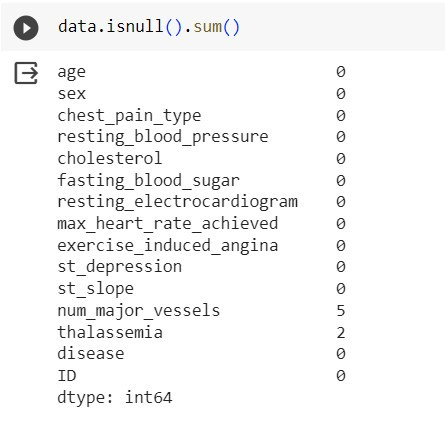 data.isnull().sum()
age 0
sex 0
chest_pain_type 0
resting_blood_pressure 0
cholesterol 0
fasting_blood_sugar 0
resting_electrocardiogram 0
max_heart_rate_achieved 0
exercise_induced_angina 0
st_depression 0
st_slope 0
num_major_vessels 5
thalassemia 2
disease 0
ID 0
dtype: int64